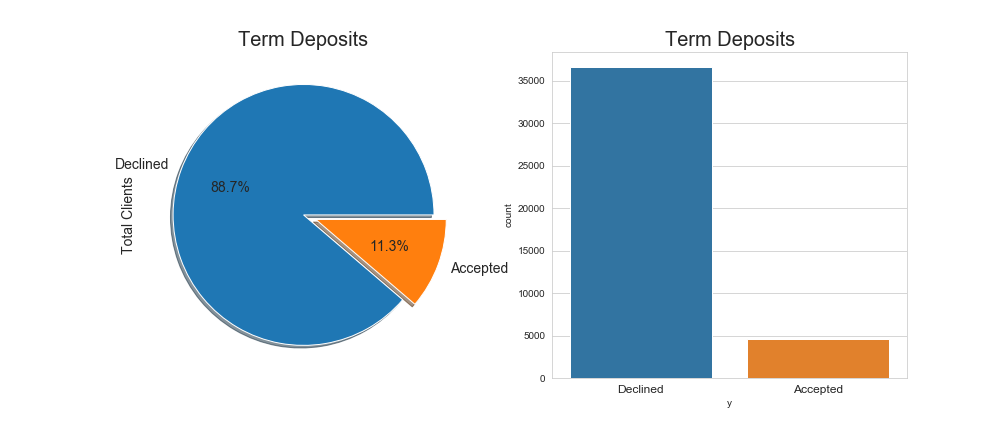 Term Deposits
Declined
88.7%
Total Clients
11.3%
Accepted
Term Deposits
35000
30000
25000
20000
15000
10000
5000
0
count
Declined
Accepted
y